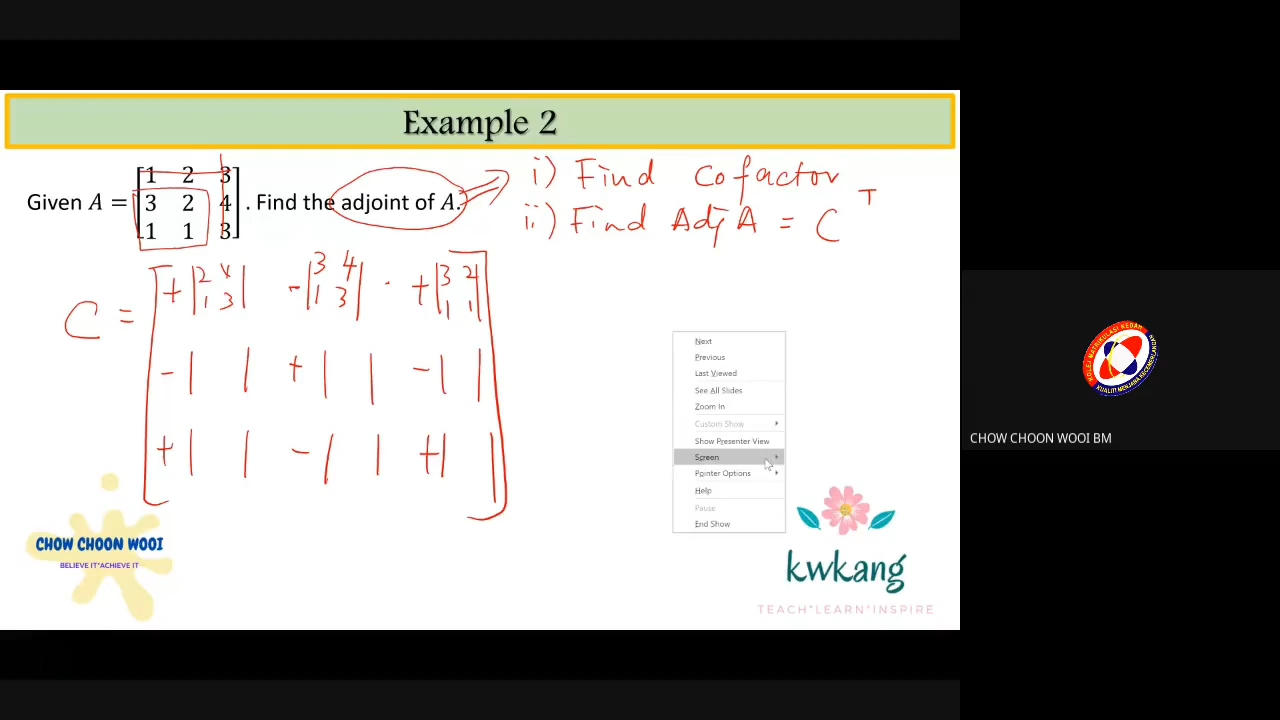 Example 2
Given A = [1 2 3
3 2 4
1 1 3]. Find the adjoint of A.
i) Find Cofactor
ii) Find Adj A = C^T
C = [+|2 4 -|3 4 +|3 2
1 3| 1 3| . 1 1|
-| | +| | -| |
+| | -| | +| |]
Next
Previous
Last Viewed
See All Slides
Zoom In
Custom Show
Show Presenter View
Screen
Pointer Options
Help
Pause
End Show
CHOW CHOON WOOI
BELIEVE IT*ACHIEVE IT
kwkang
TEACH*LEARN*INSPIRE
KOLEJ MATRIKULASI KEDAH
CHOW CHOON WOOI BM